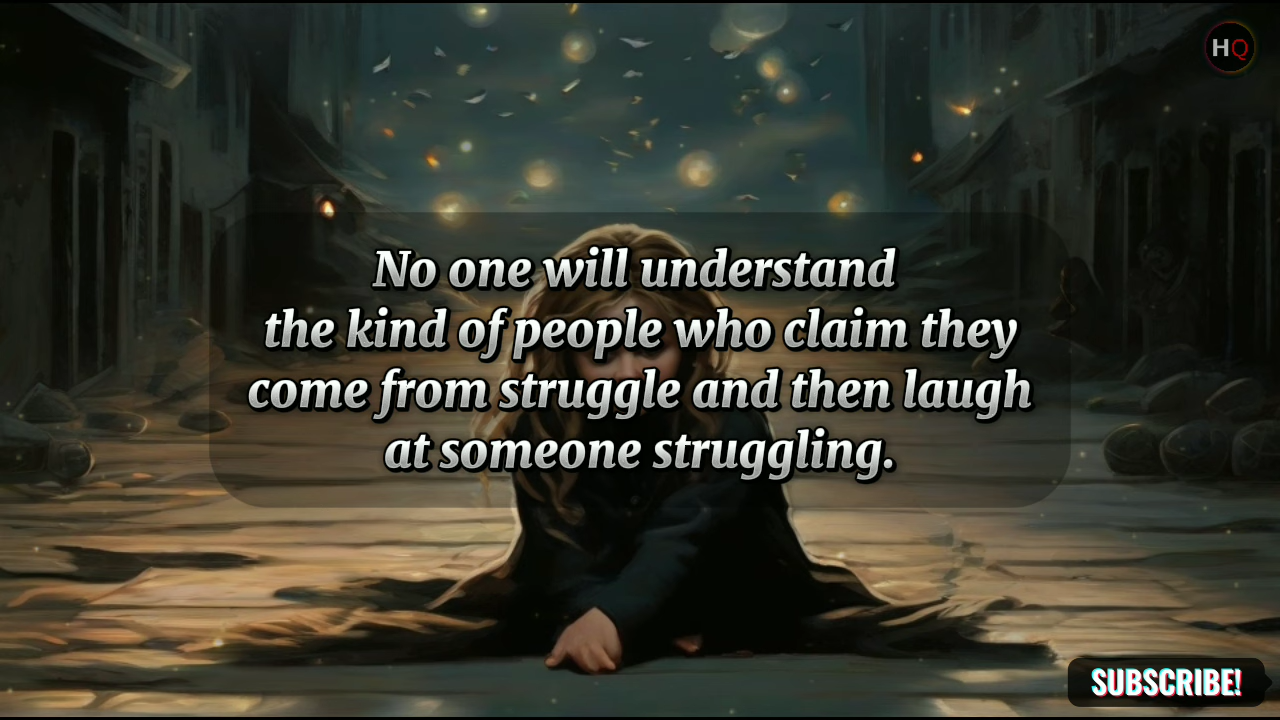 HQ
No one will understand
the kind of people who claim they
come from struggle and then laugh
at someone struggling.
SUBSCRIBE!